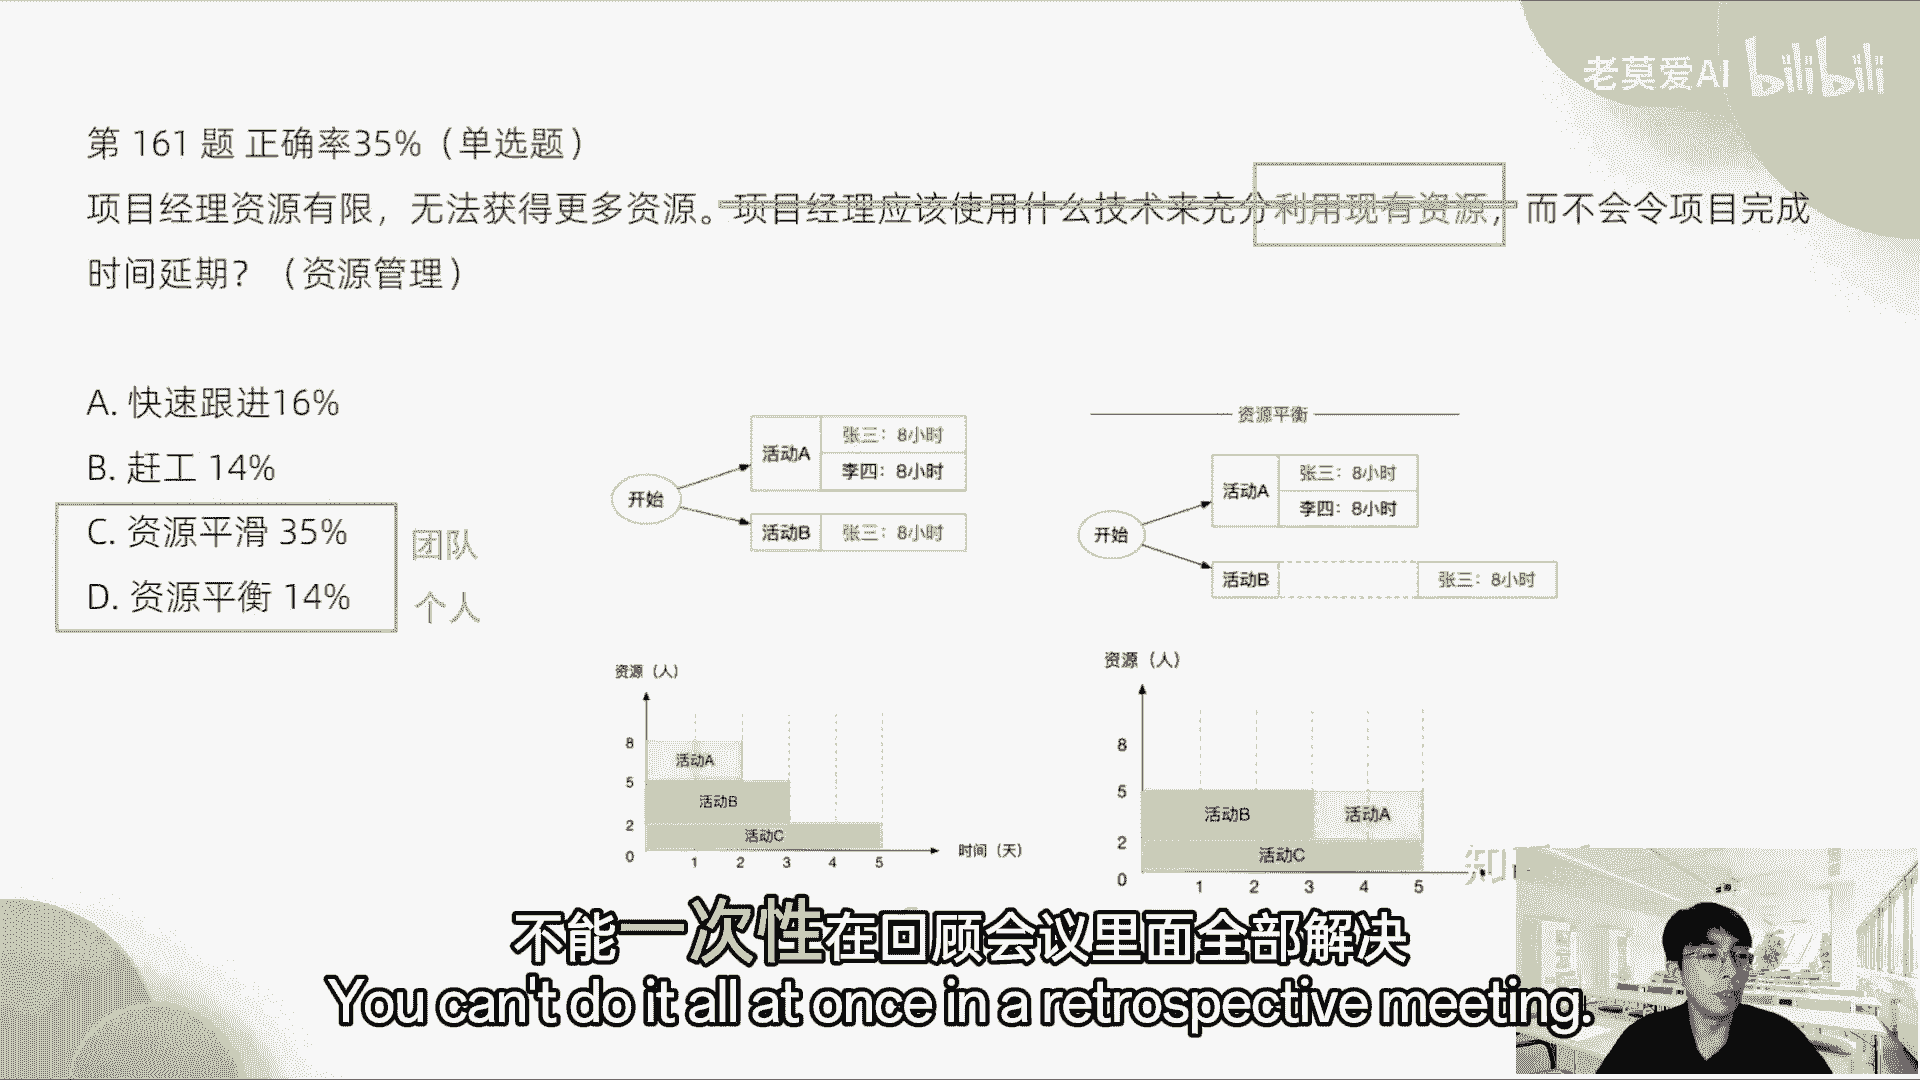 老莫爱AI bilibili
第 161 题 正确率35%（单选题）
项目经理资源有限，无法获得更多资源。项目经理应该使用什么技术来充分利用现有资源，而不会令项目完成
时间延期？（资源管理）
A. 快速跟进16%
B. 赶工 14%
C. 资源平滑 35%
D. 资源平衡 14%
团队
个人
开始
活动A
张三：8小时
李四：8小时
活动B
张三：8小时
资源平衡
开始
活动A
张三：8小时
李四：8小时
活动B
张三：8小时
资源（人）
8
5
2
0
活动A
活动B
活动C
1 2 3 4 5
时间（天）
资源（人）
8
5
2
0
活动B
活动A
活动C
1 2 3 4 5
知
不能一次性在回顾会议里面全部解决
You can't do it all at once in a retrospective meeting.